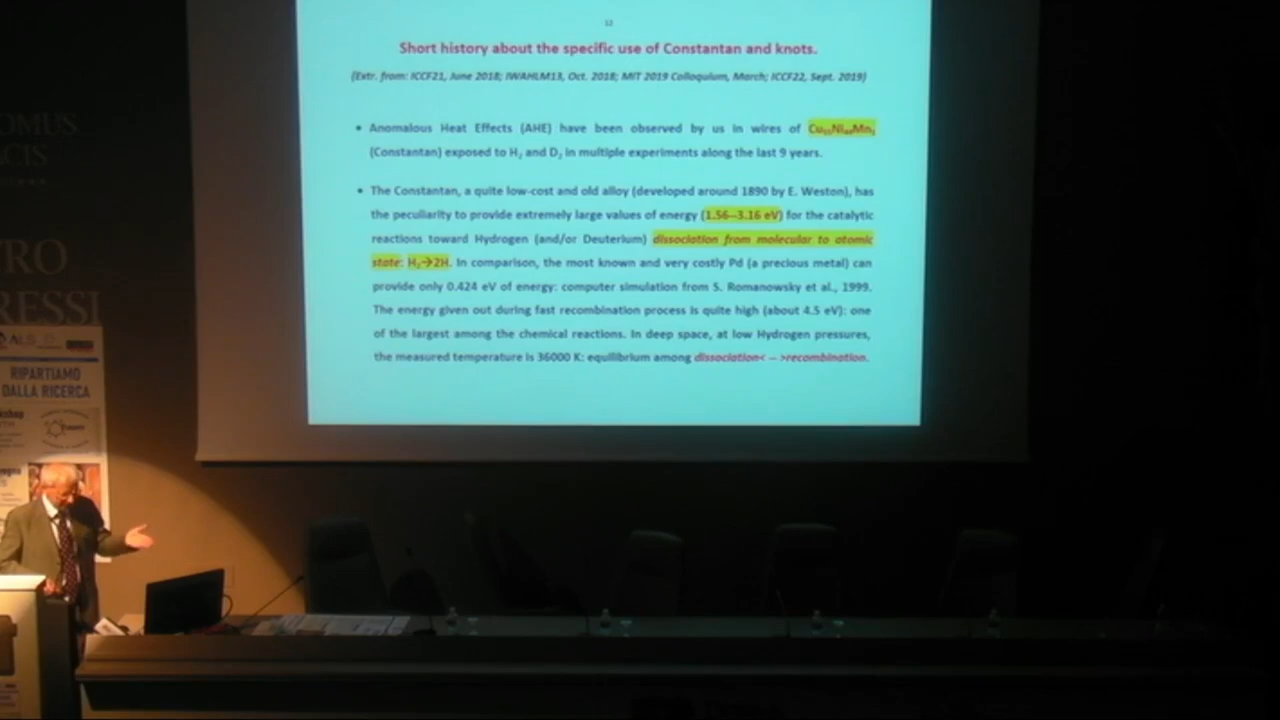 12
Short history about the specific use of Constantan and knots.
(Extr. from: ICCF21, June 2018; IWAHLM13, Oct. 2018; MIT 2019 Colloquium, March; ICCF22, Sept. 2019)
• Anomalous Heat Effects (AHE) have been observed by us in wires of Cu₅₅Ni₄₄Mn₁
(Constantan) exposed to H₂ and D₂ in multiple experiments along the last 9 years.
• The Constantan, a quite low-cost and old alloy (developed around 1890 by E. Weston), has
the peculiarity to provide extremely large values of energy (1.56–3.16 eV) for the catalytic
reactions toward Hydrogen (and/or Deuterium) dissociation from molecular to atomic
state: H₂→2H. In comparison, the most known and very costly Pd (a precious metal) can
provide only 0.424 eV of energy: computer simulation from S. Romanowsky et al., 1999.
The energy given out during fast recombination process is quite high (about 4.5 eV): one
of the largest among the chemical reactions. In deep space, at low Hydrogen pressures,
the measured temperature is 36000 K: equilibrium among dissociation< -- >recombination.
OMUS
ACIS
TRO
RESSI
RIPARTIAMO
DALLA RICERCA